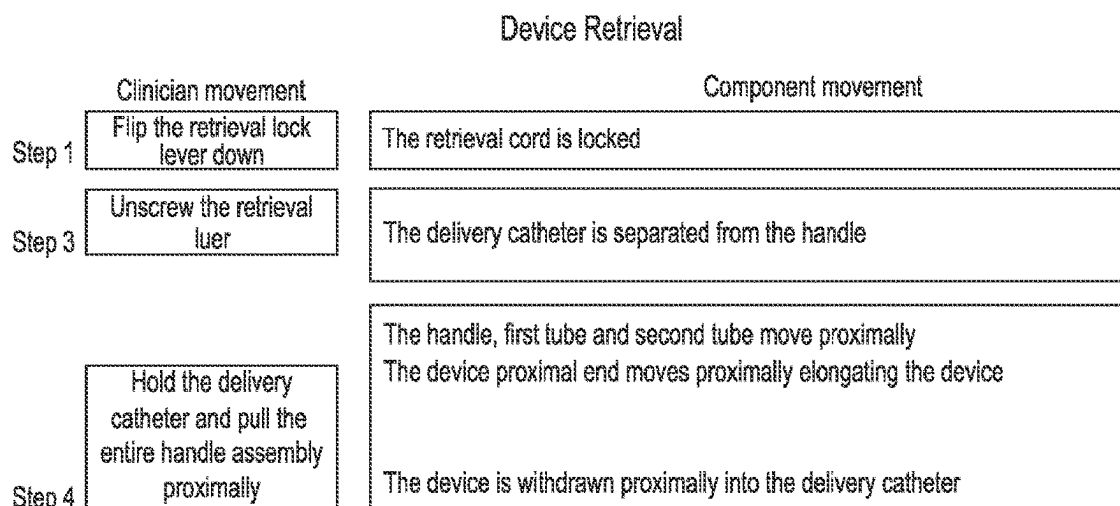 Device Retrieval
Clinician movement
Component movement
Step 1
Flip the retrieval lock
lever down
The retrieval cord is locked
Step 3
Unscrew the retrieval
luer
The delivery catheter is separated from the handle
Step 4
Hold the delivery
catheter and pull the
entire handle assembly
proximally
The handle, first tube and second tube move proximally
The device proximal end moves proximally elongating the device
The device is withdrawn proximally into the delivery catheter